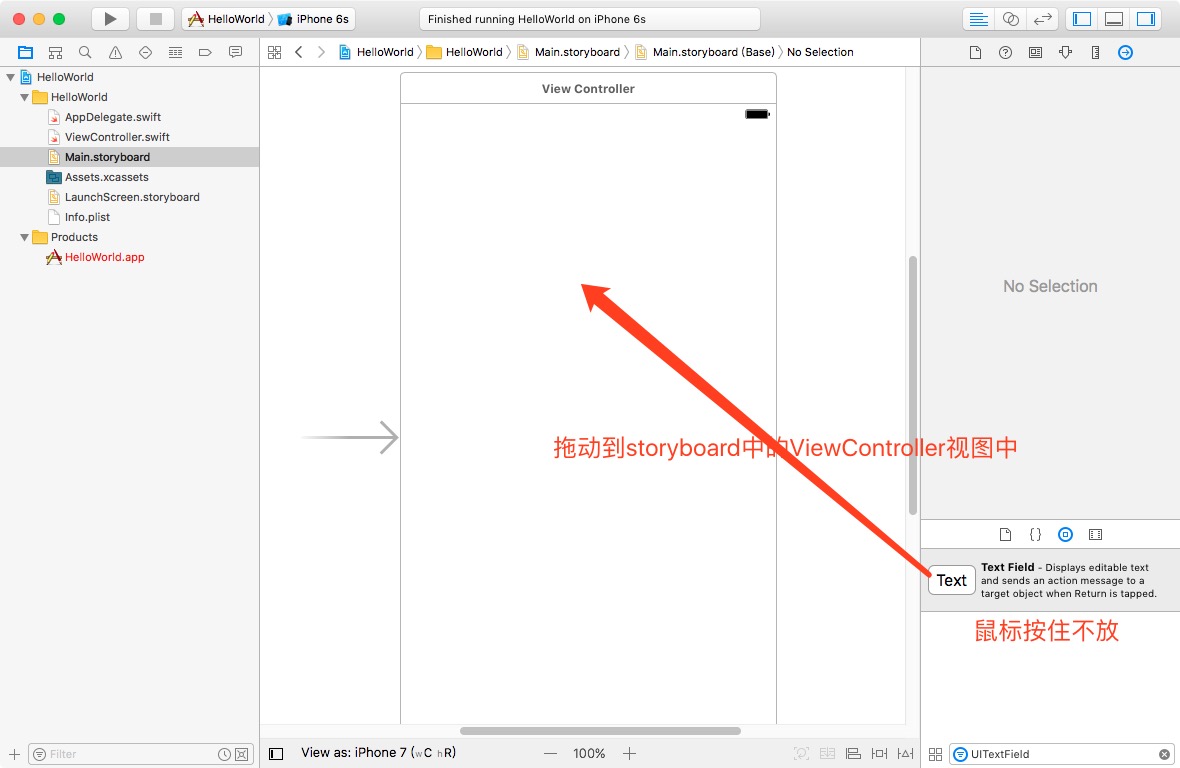 HelloWorld
iPhone 6s
Finished running HelloWorld on iPhone 6s
HelloWorld
HelloWorld
Main.storyboard
Main.storyboard (Base)
No Selection
HelloWorld
HelloWorld
AppDelegate.swift
ViewController.swift
Main.storyboard
Assets.xcassets
LaunchScreen.storyboard
Info.plist
Products
HelloWorld.app
View Controller
No Selection
拖动到storyboard中的ViewController视图中
Text
Text Field - Displays editable text
and sends an action message to a
target object when Return is tapped.
鼠标按住不放
Filter
View as: iPhone 7 (wC hR)
100%
UITextField